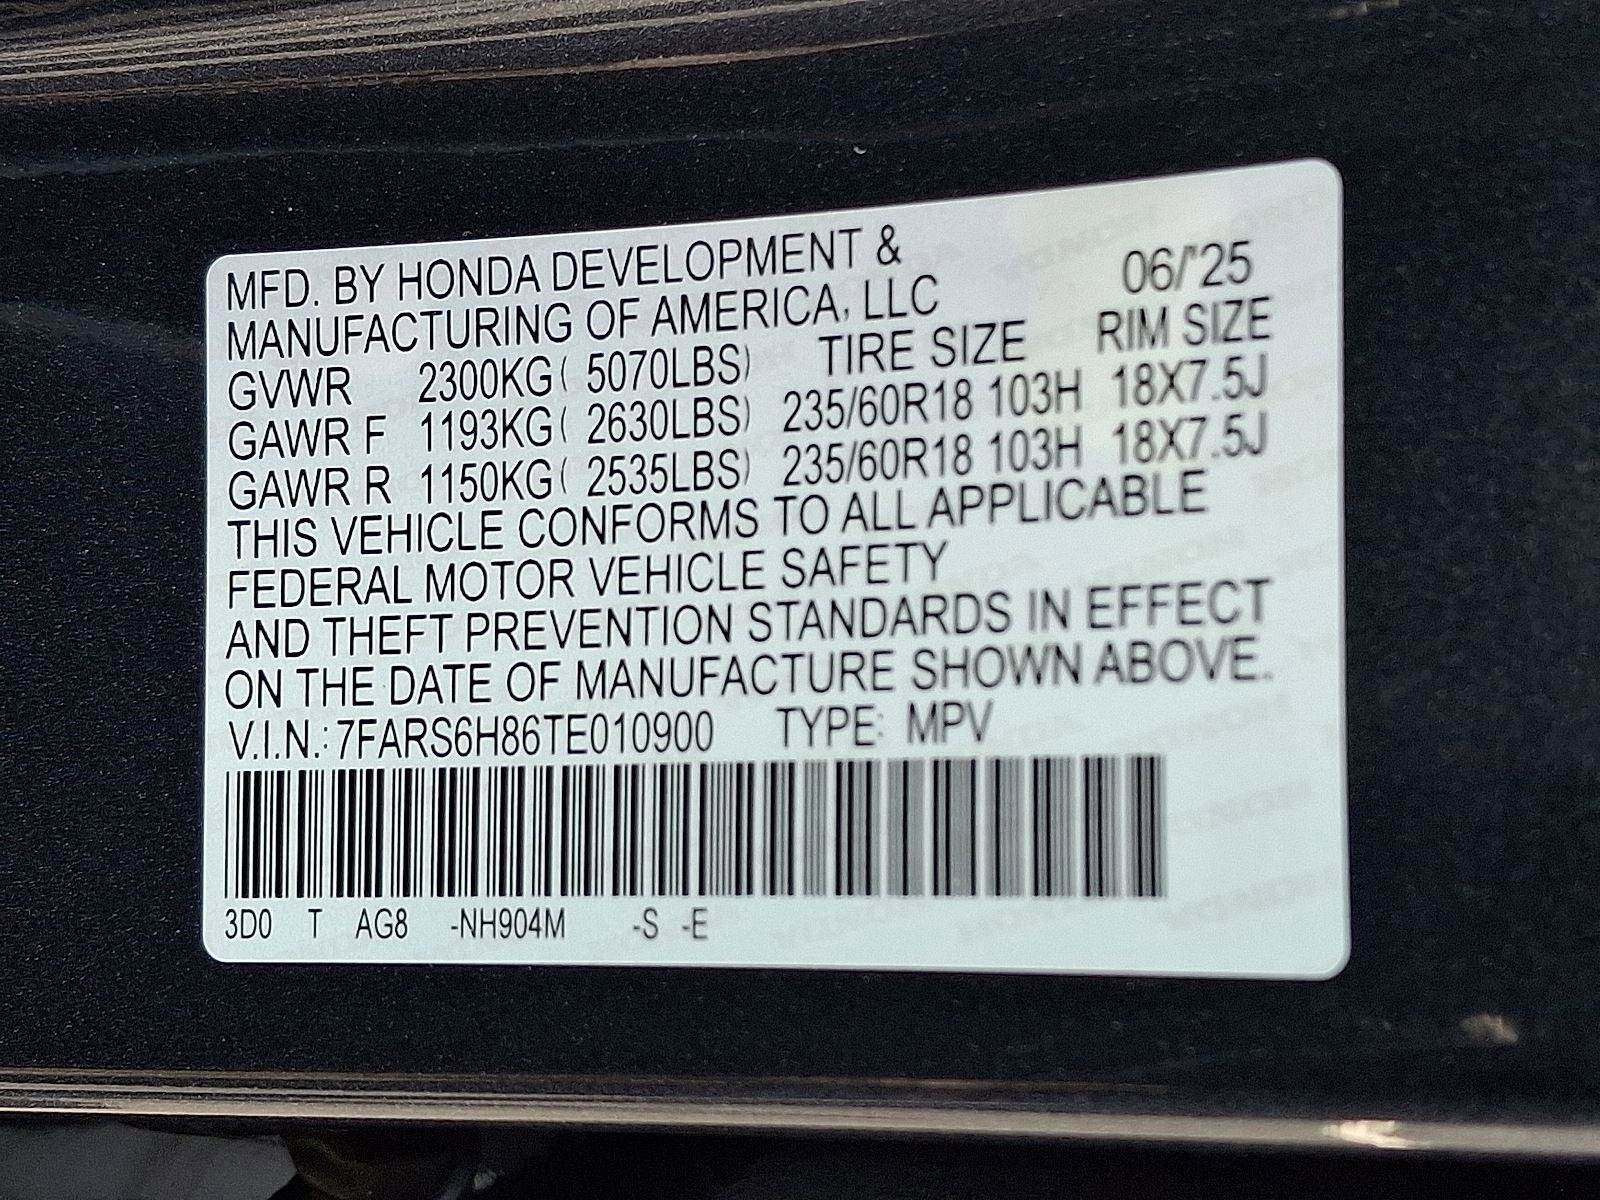 MFD. BY HONDA DEVELOPMENT & 06/'25
MANUFACTURING OF AMERICA, LLC
GVWR 2300KG( 5070LBS) TIRE SIZE RIM SIZE
GAWR F 1193KG( 2630LBS) 235/60R18 103H 18X7.5J
GAWR R 1150KG( 2535LBS) 235/60R18 103H 18X7.5J
THIS VEHICLE CONFORMS TO ALL APPLICABLE
FEDERAL MOTOR VEHICLE SAFETY
AND THEFT PREVENTION STANDARDS IN EFFECT
ON THE DATE OF MANUFACTURE SHOWN ABOVE.
V.I.N.: 7FARS6H86TE010900 TYPE: MPV
3D0 T AG8 -NH904M -S -E